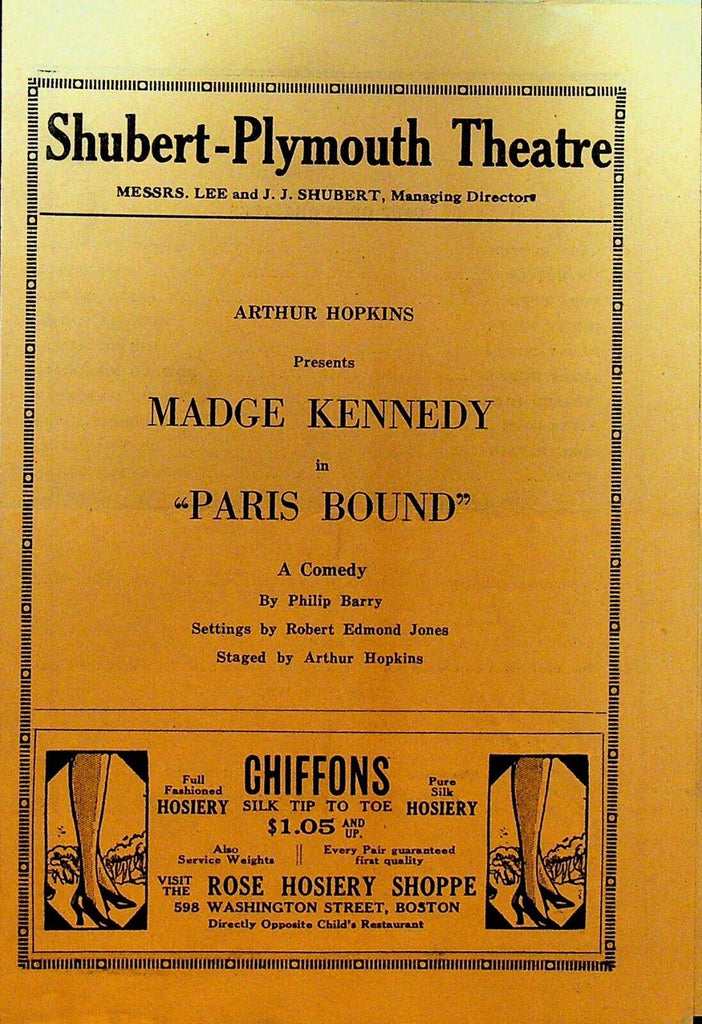 Shubert-Plymouth Theatre
MESSRS. LEE and J. J. SHUBERT, Managing Directors
ARTHUR HOPKINS
Presents
MADGE KENNEDY
in
“PARIS BOUND”
A Comedy
By Philip Barry
Settings by Robert Edmond Jones
Staged by Arthur Hopkins
Full
Fashioned
HOSIERY
CHIFFONS
SILK TIP TO TOE
$1.05 AND UP.
Pure
Silk
HOSIERY
Also
Service Weights
Every Pair guaranteed
first quality
VISIT THE ROSE HOSIERY SHOPPE
598 WASHINGTON STREET, BOSTON
Directly Opposite Child's Restaurant